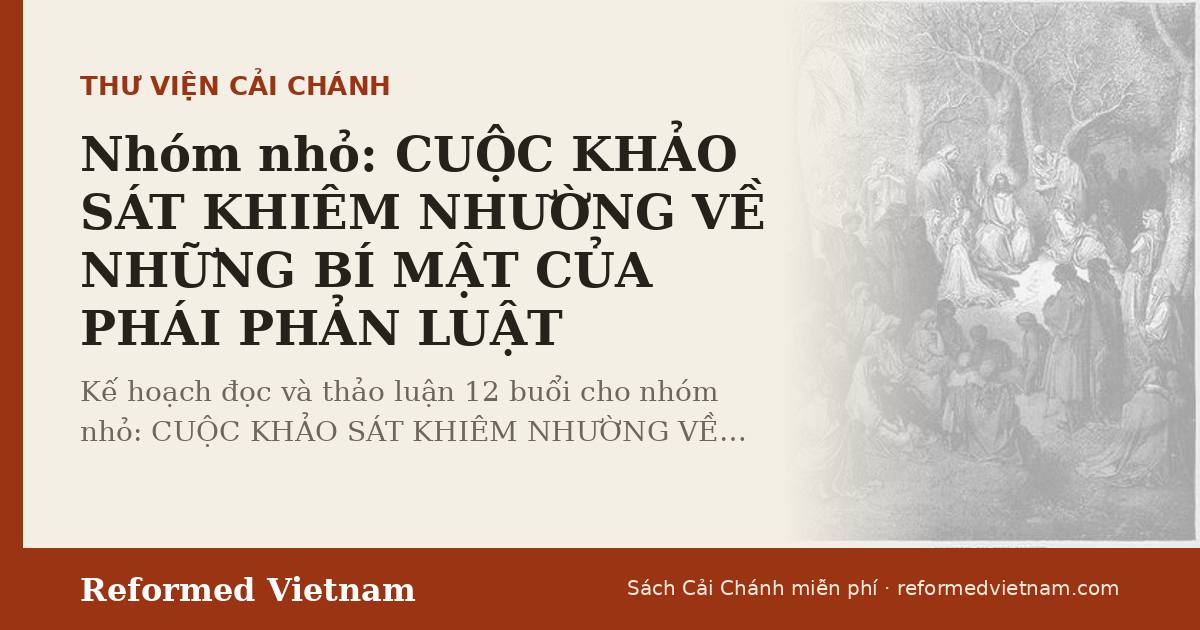 THƯ VIỆN CẢI CHÁNH
Nhóm nhỏ: CUỘC KHẢO
SÁT KHIÊM NHƯỜNG VỀ
NHỮNG BÍ MẬT CỦA
PHÁI PHẢN LUẬT
Kế hoạch đọc và thảo luận 12 buổi cho nhóm
nhỏ: CUỘC KHẢO SÁT KHIÊM NHƯỜNG VỀ...
Reformed Vietnam
Sách Cải Chánh miễn phí · reformedvietnam.com